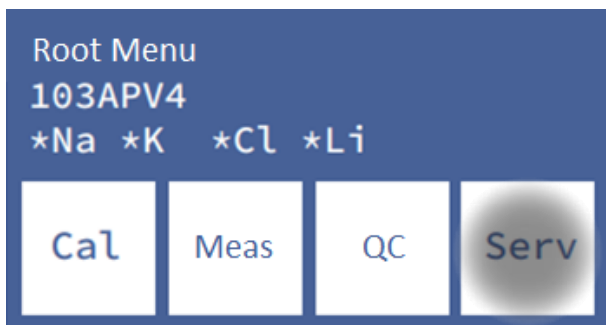 Root Menu
103APV4
*Na *K *Cl *Li
Cal Meas QC Serv